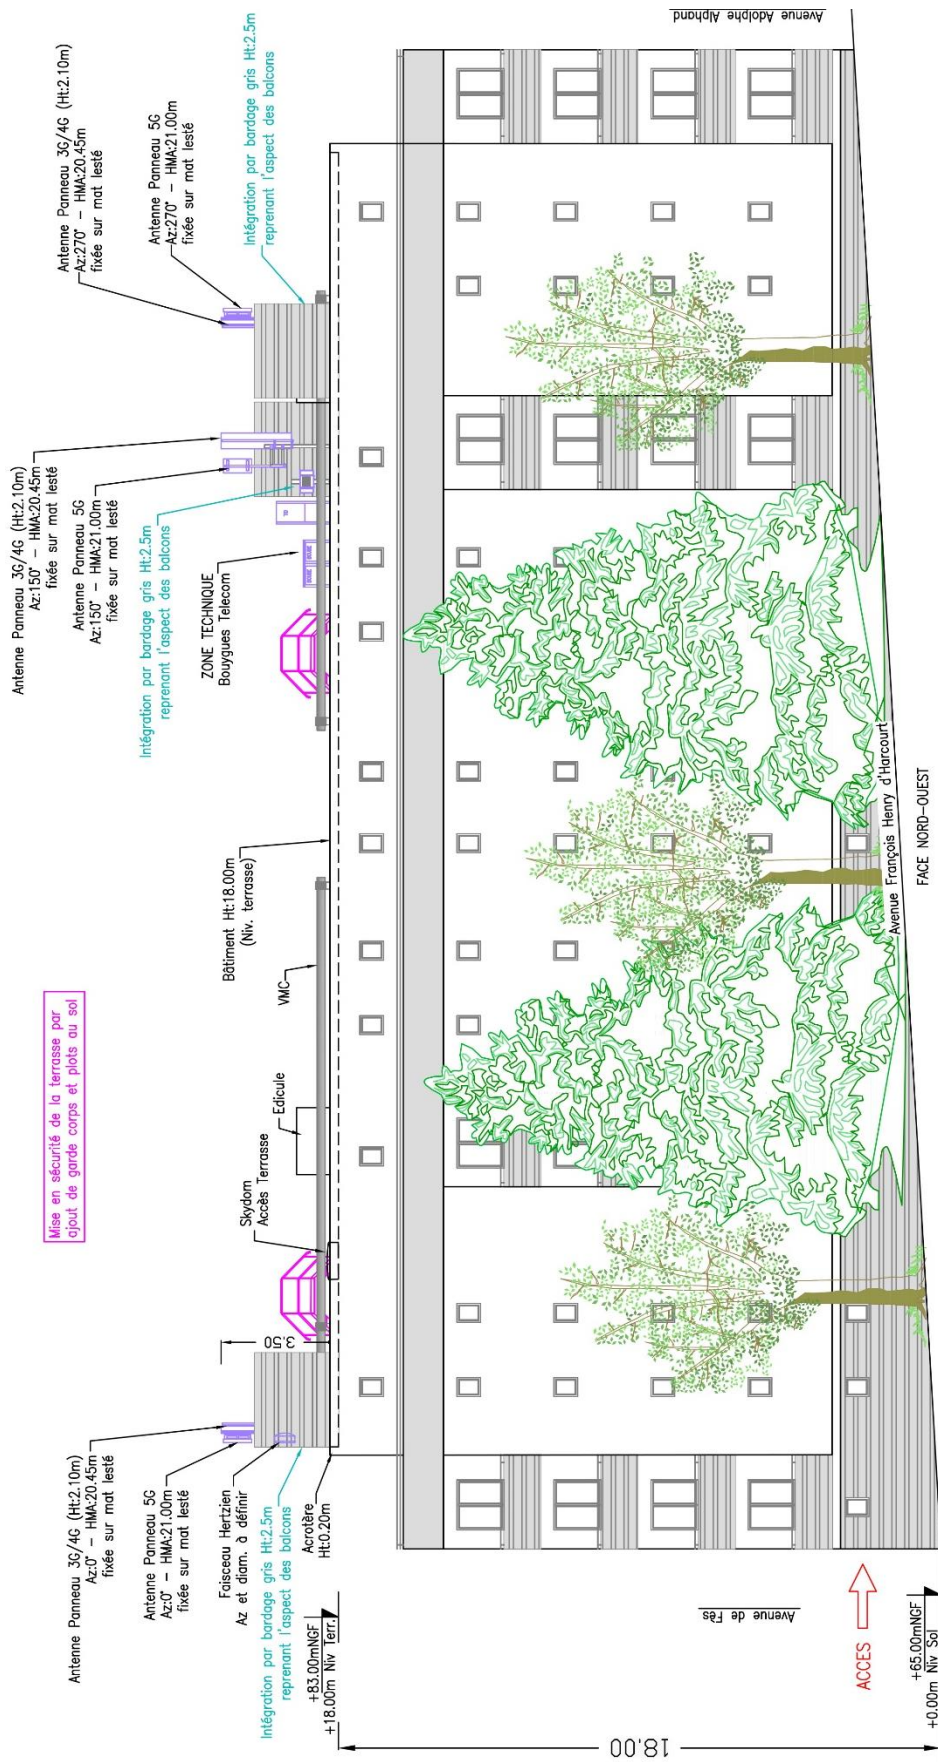 Antenne Panneau 3G/4G (Ht:2.10m)
Az:0° - HMA:20.45m
fixée sur mat lesté
Antenne Panneau 5G
Az:0° - HMA:21.00m
fixée sur mat lesté
Faisceau Hertzien
Az et diam. à définir
Intégration par bardage gris Ht:2.5m
reprenant l'aspect des balcons
Acrotère
Ht:0.20m
+83.00mNGF
+18.00m Niv Terr.
18.00
3.50
Mise en sécurité de la terrasse par
ajout de garde corps et plots au sol
Skydom
Accès Terrasse
Edicule
VMC
Bâtiment Ht:18.00m
(Niv. terrasse)
Antenne Panneau 3G/4G (Ht:2.10m)
Az:150° - HMA:20.45m
fixée sur mat lesté
Antenne Panneau 5G
Az:150° - HMA:21.00m
fixée sur mat lesté
Intégration par bardage gris Ht:2.5m
reprenant l'aspect des balcons
ZONE TECHNIQUE
Bouygues Telecom
Antenne Panneau 3G/4G (Ht:2.10m)
Az:270° - HMA:20.45m
fixée sur mat lesté
Antenne Panneau 5G
Az:270° - HMA:21.00m
fixée sur mat lesté
Intégration par bardage gris Ht:2.5m
reprenant l'aspect des balcons
Avenue de Fès
ACCES
+65.00mNGF
+0.00m Niv Sol
Avenue François Henry d'Harcourt
FACE NORD-OUEST
Avenue Adolphe Alphand